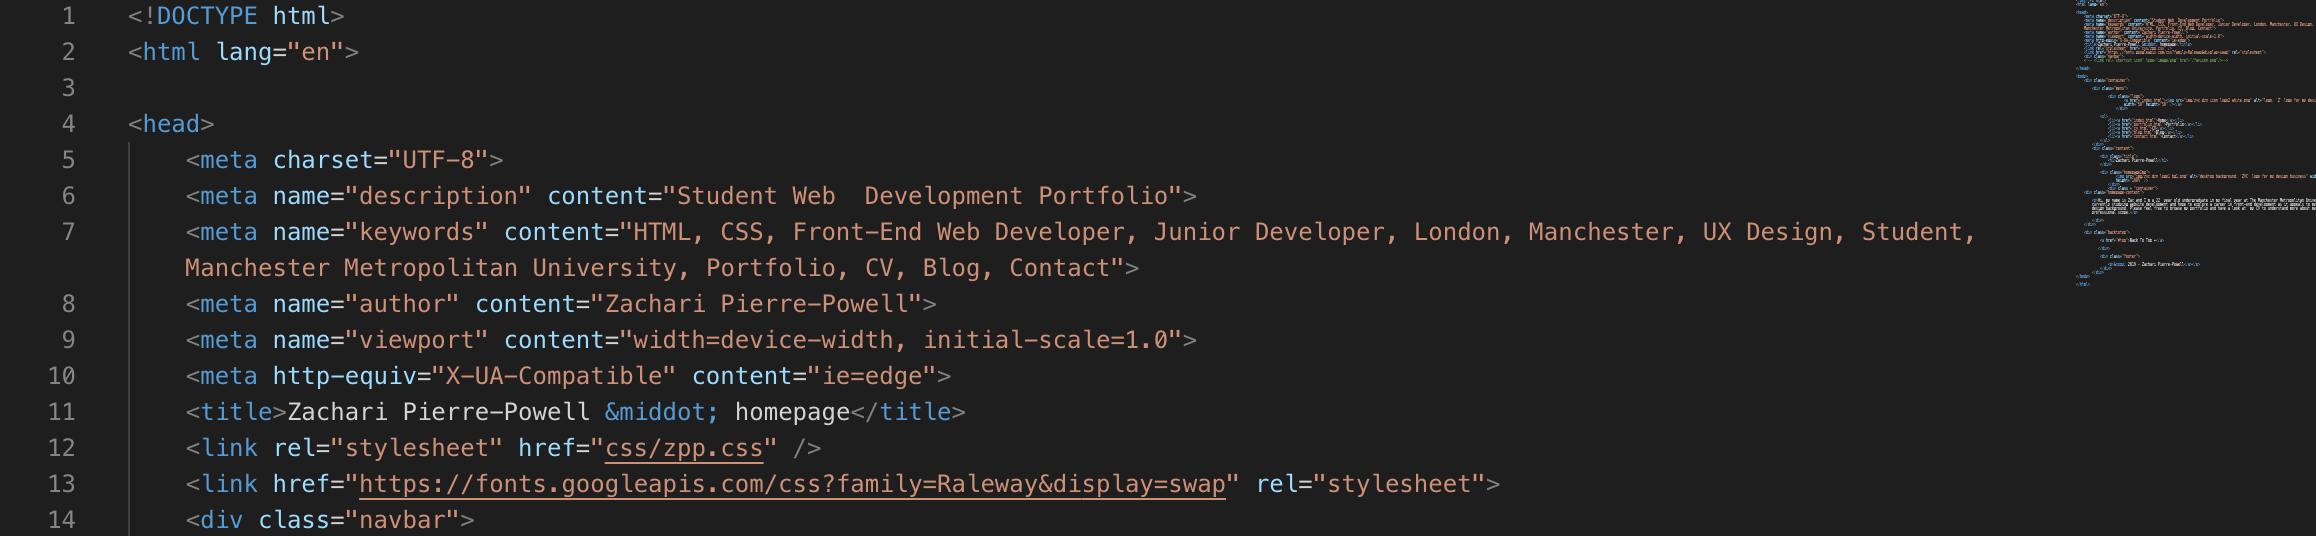 1 <!DOCTYPE html>
2 <html lang="en">
3
4 <head>
5 <meta charset="UTF-8">
6 <meta name="description" content="Student Web  Development Portfolio">
7 <meta name="keywords" content="HTML, CSS, Front-End Web Developer, Junior Developer, London, Manchester, UX Design, Student,
Manchester Metropolitan University, Portfolio, CV, Blog, Contact">
8 <meta name="author" content="Zachari Pierre-Powell">
9 <meta name="viewport" content="width=device-width, initial-scale=1.0">
10 <meta http-equiv="X-UA-Compatible" content="ie=edge">
11 <title>Zachari Pierre-Powell &middot; homepage</title>
12 <link rel="stylesheet" href="css/zpp.css" />
13 <link href="https://fonts.googleapis.com/css?family=Raleway&display=swap" rel="stylesheet">
14 <div class="navbar">